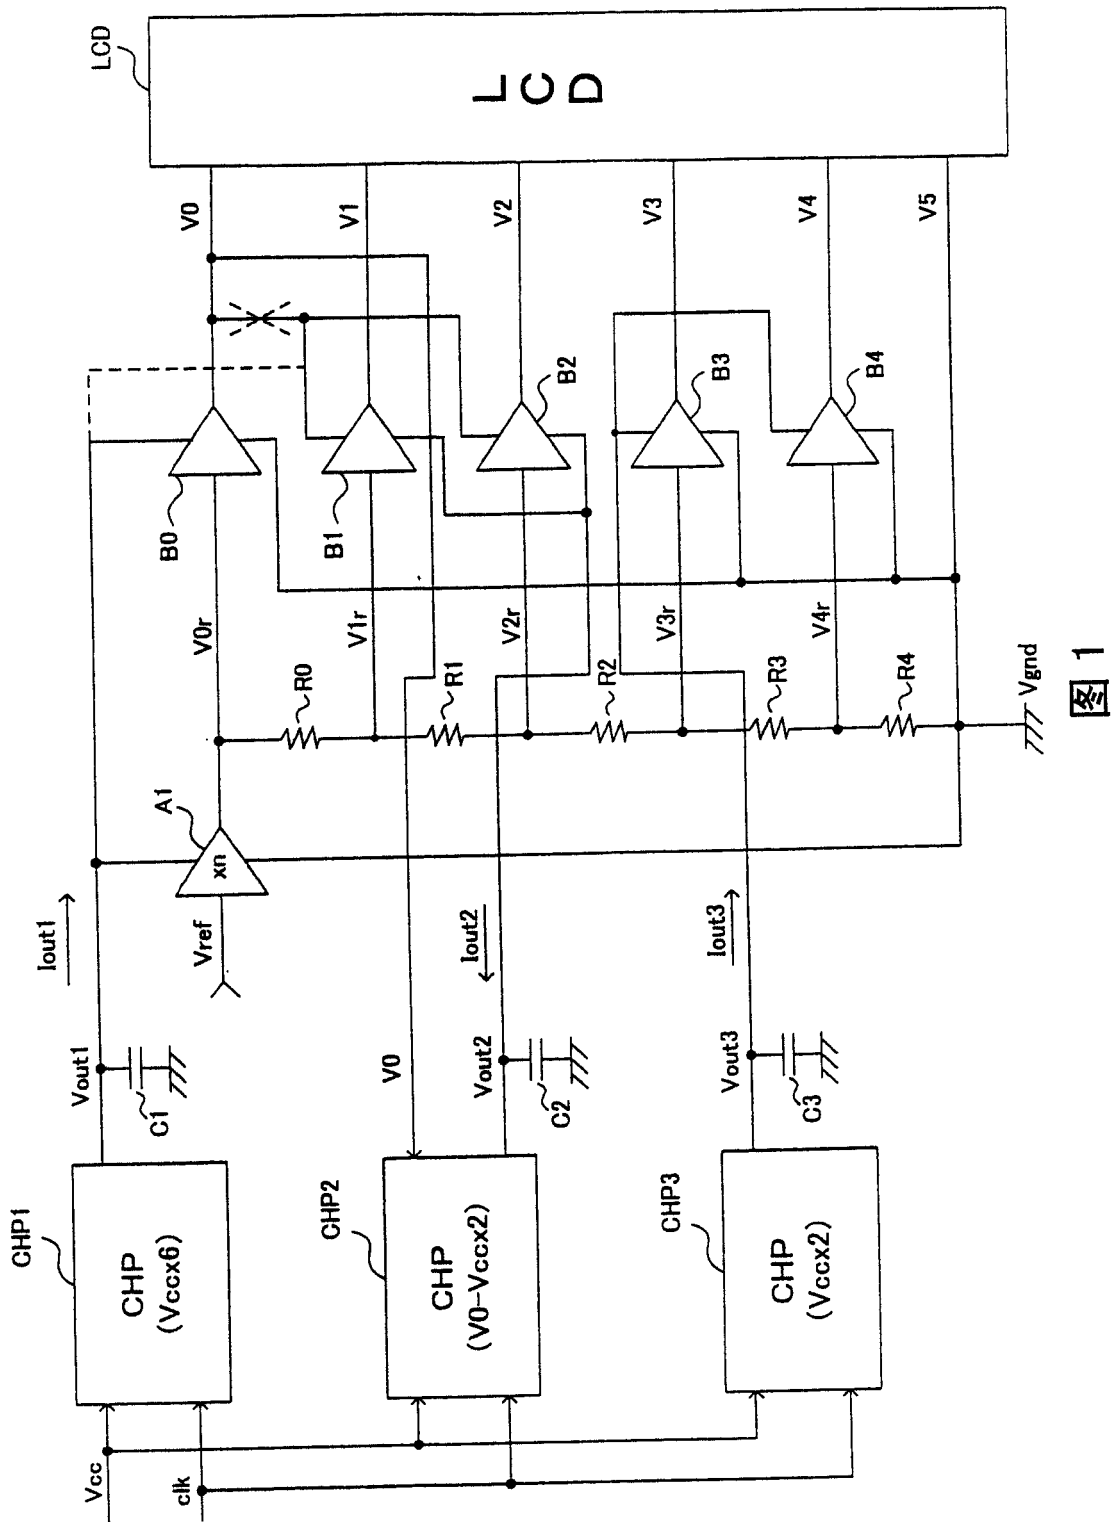 Vcc
clk
CHP1
CHP
(Vccx6)
CHP2
CHP
(V0-Vccx2)
CHP3
CHP
(Vccx2)
Vout1
C1
Iout1
V0
Vout2
C2
Iout2
Vout3
C3
Iout3
Vref
A1
xn
R0
R1
R2
R3
R4
Vgnd
V0r
V1r
V2r
V3r
V4r
B0
B1
B2
B3
B4
V0
V1
V2
V3
V4
V5
LCD
LCD
图 1